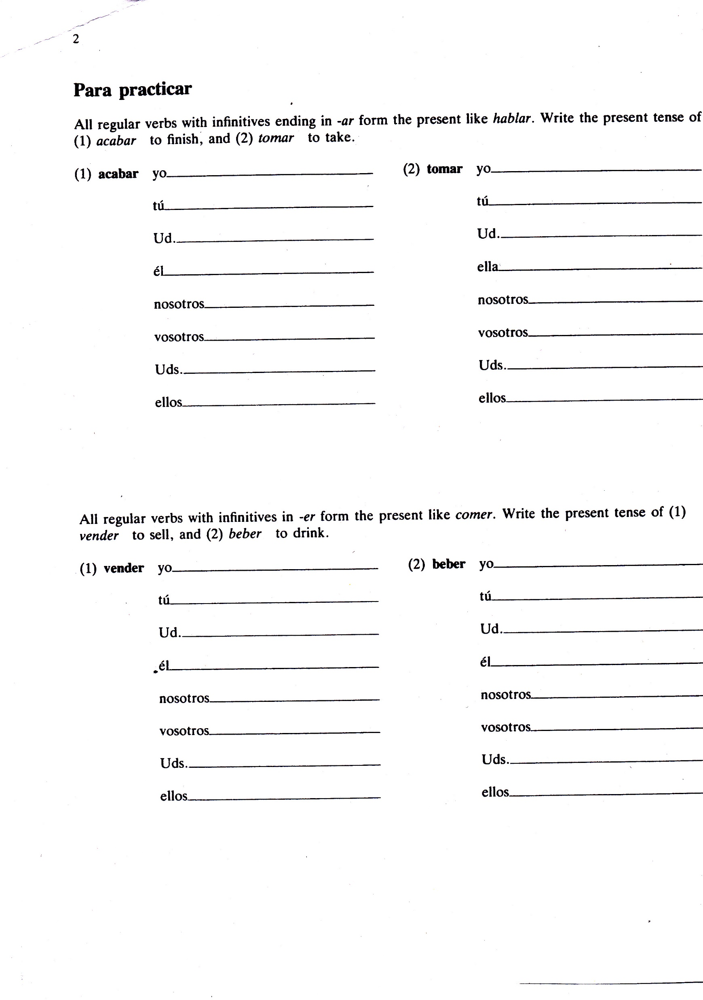 2
Para practicar
All regular verbs with infinitives ending in -ar form the present like hablar. Write the present tense of
(1) acabar to finish, and (2) tomar to take.
(1) acabar yo
tú
Ud.
él
nosotros
vosotros
Uds.
ellos
(2) tomar yo
tú
Ud.
ella
nosotros
vosotros
Uds.
ellos
All regular verbs with infinitives in -er form the present like comer. Write the present tense of (1)
vender to sell, and (2) beber to drink.
(1) vender yo
tú
Ud.
él
nosotros
vosotros
Uds.
ellos
(2) beber yo
tú
Ud.
él
nosotros
vosotros
Uds.
ellos